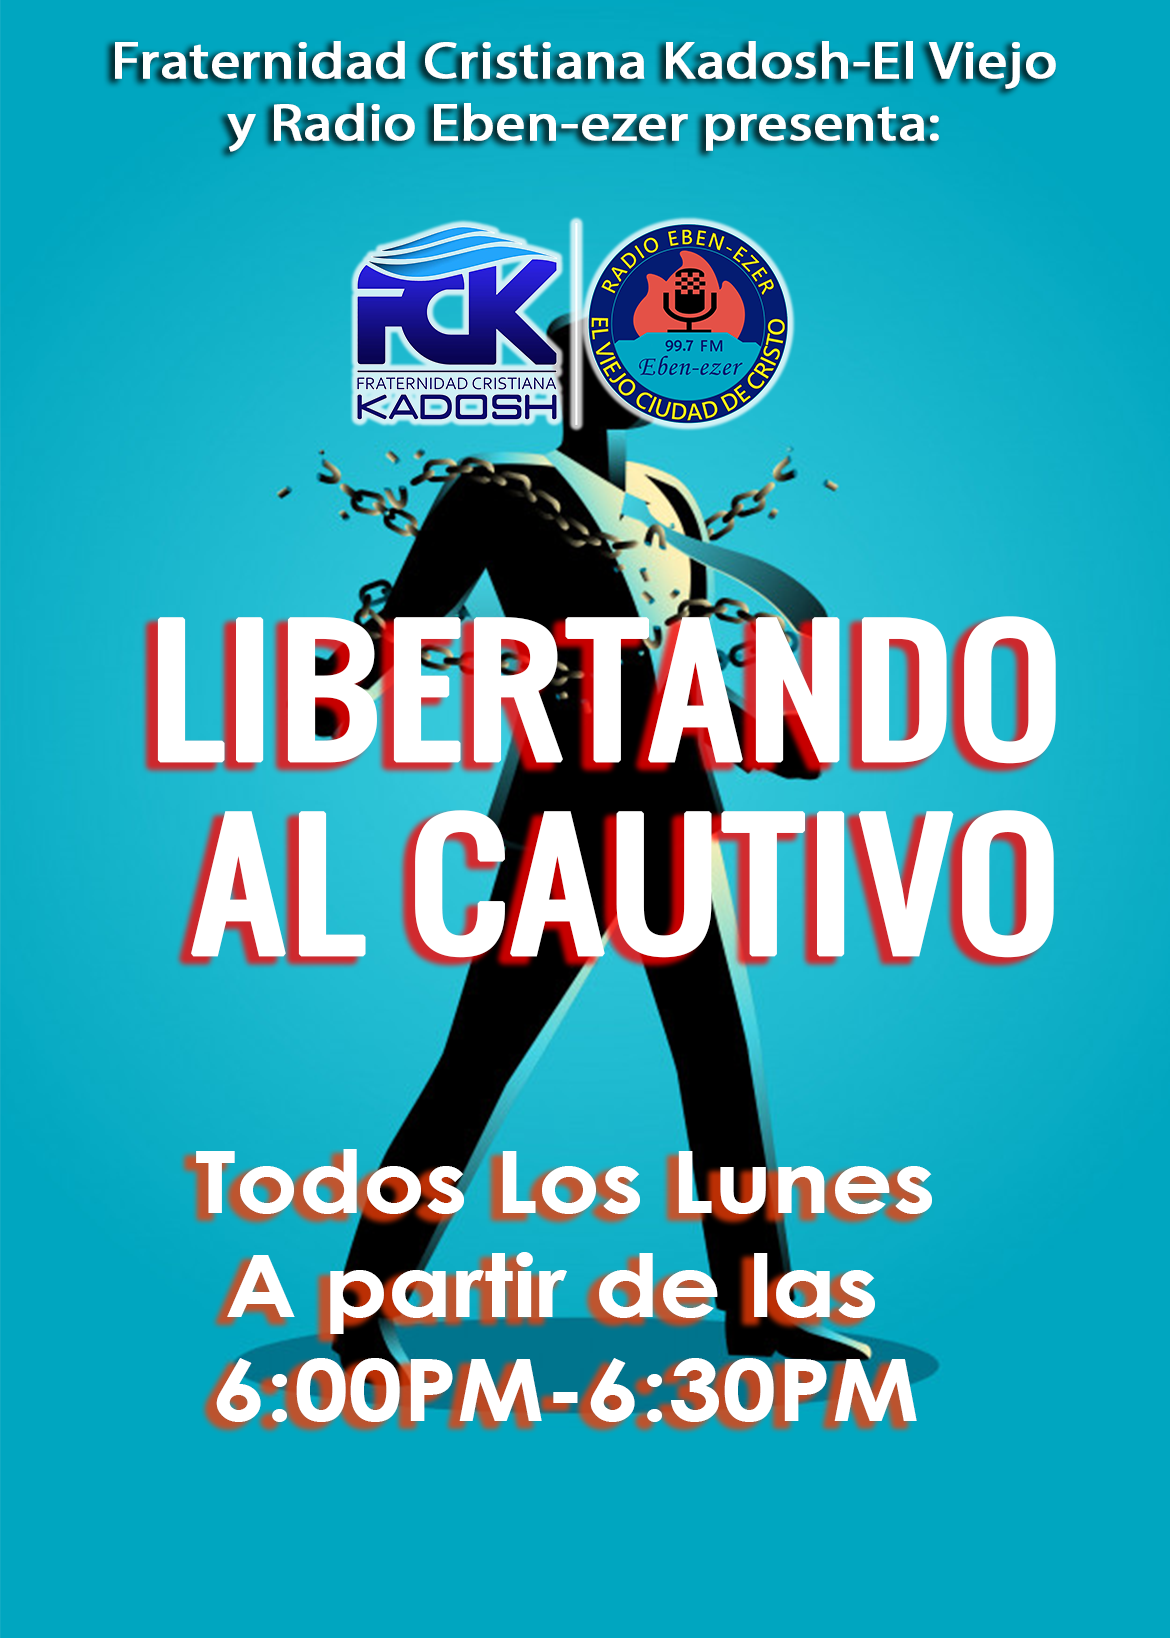 Fraternidad Cristiana Kadosh-El Viejo
y Radio Eben-ezer presenta:
FCK
FRATERNIDAD CRISTIANA
KADOSH
RADIO EBEN-EZER
99.7 FM
Eben-ezer
EL VIEJO CIUDAD DE CRISTO
LIBERTANDO
AL CAUTIVO
Todos Los Lunes
A partir de las
6:00PM-6:30PM